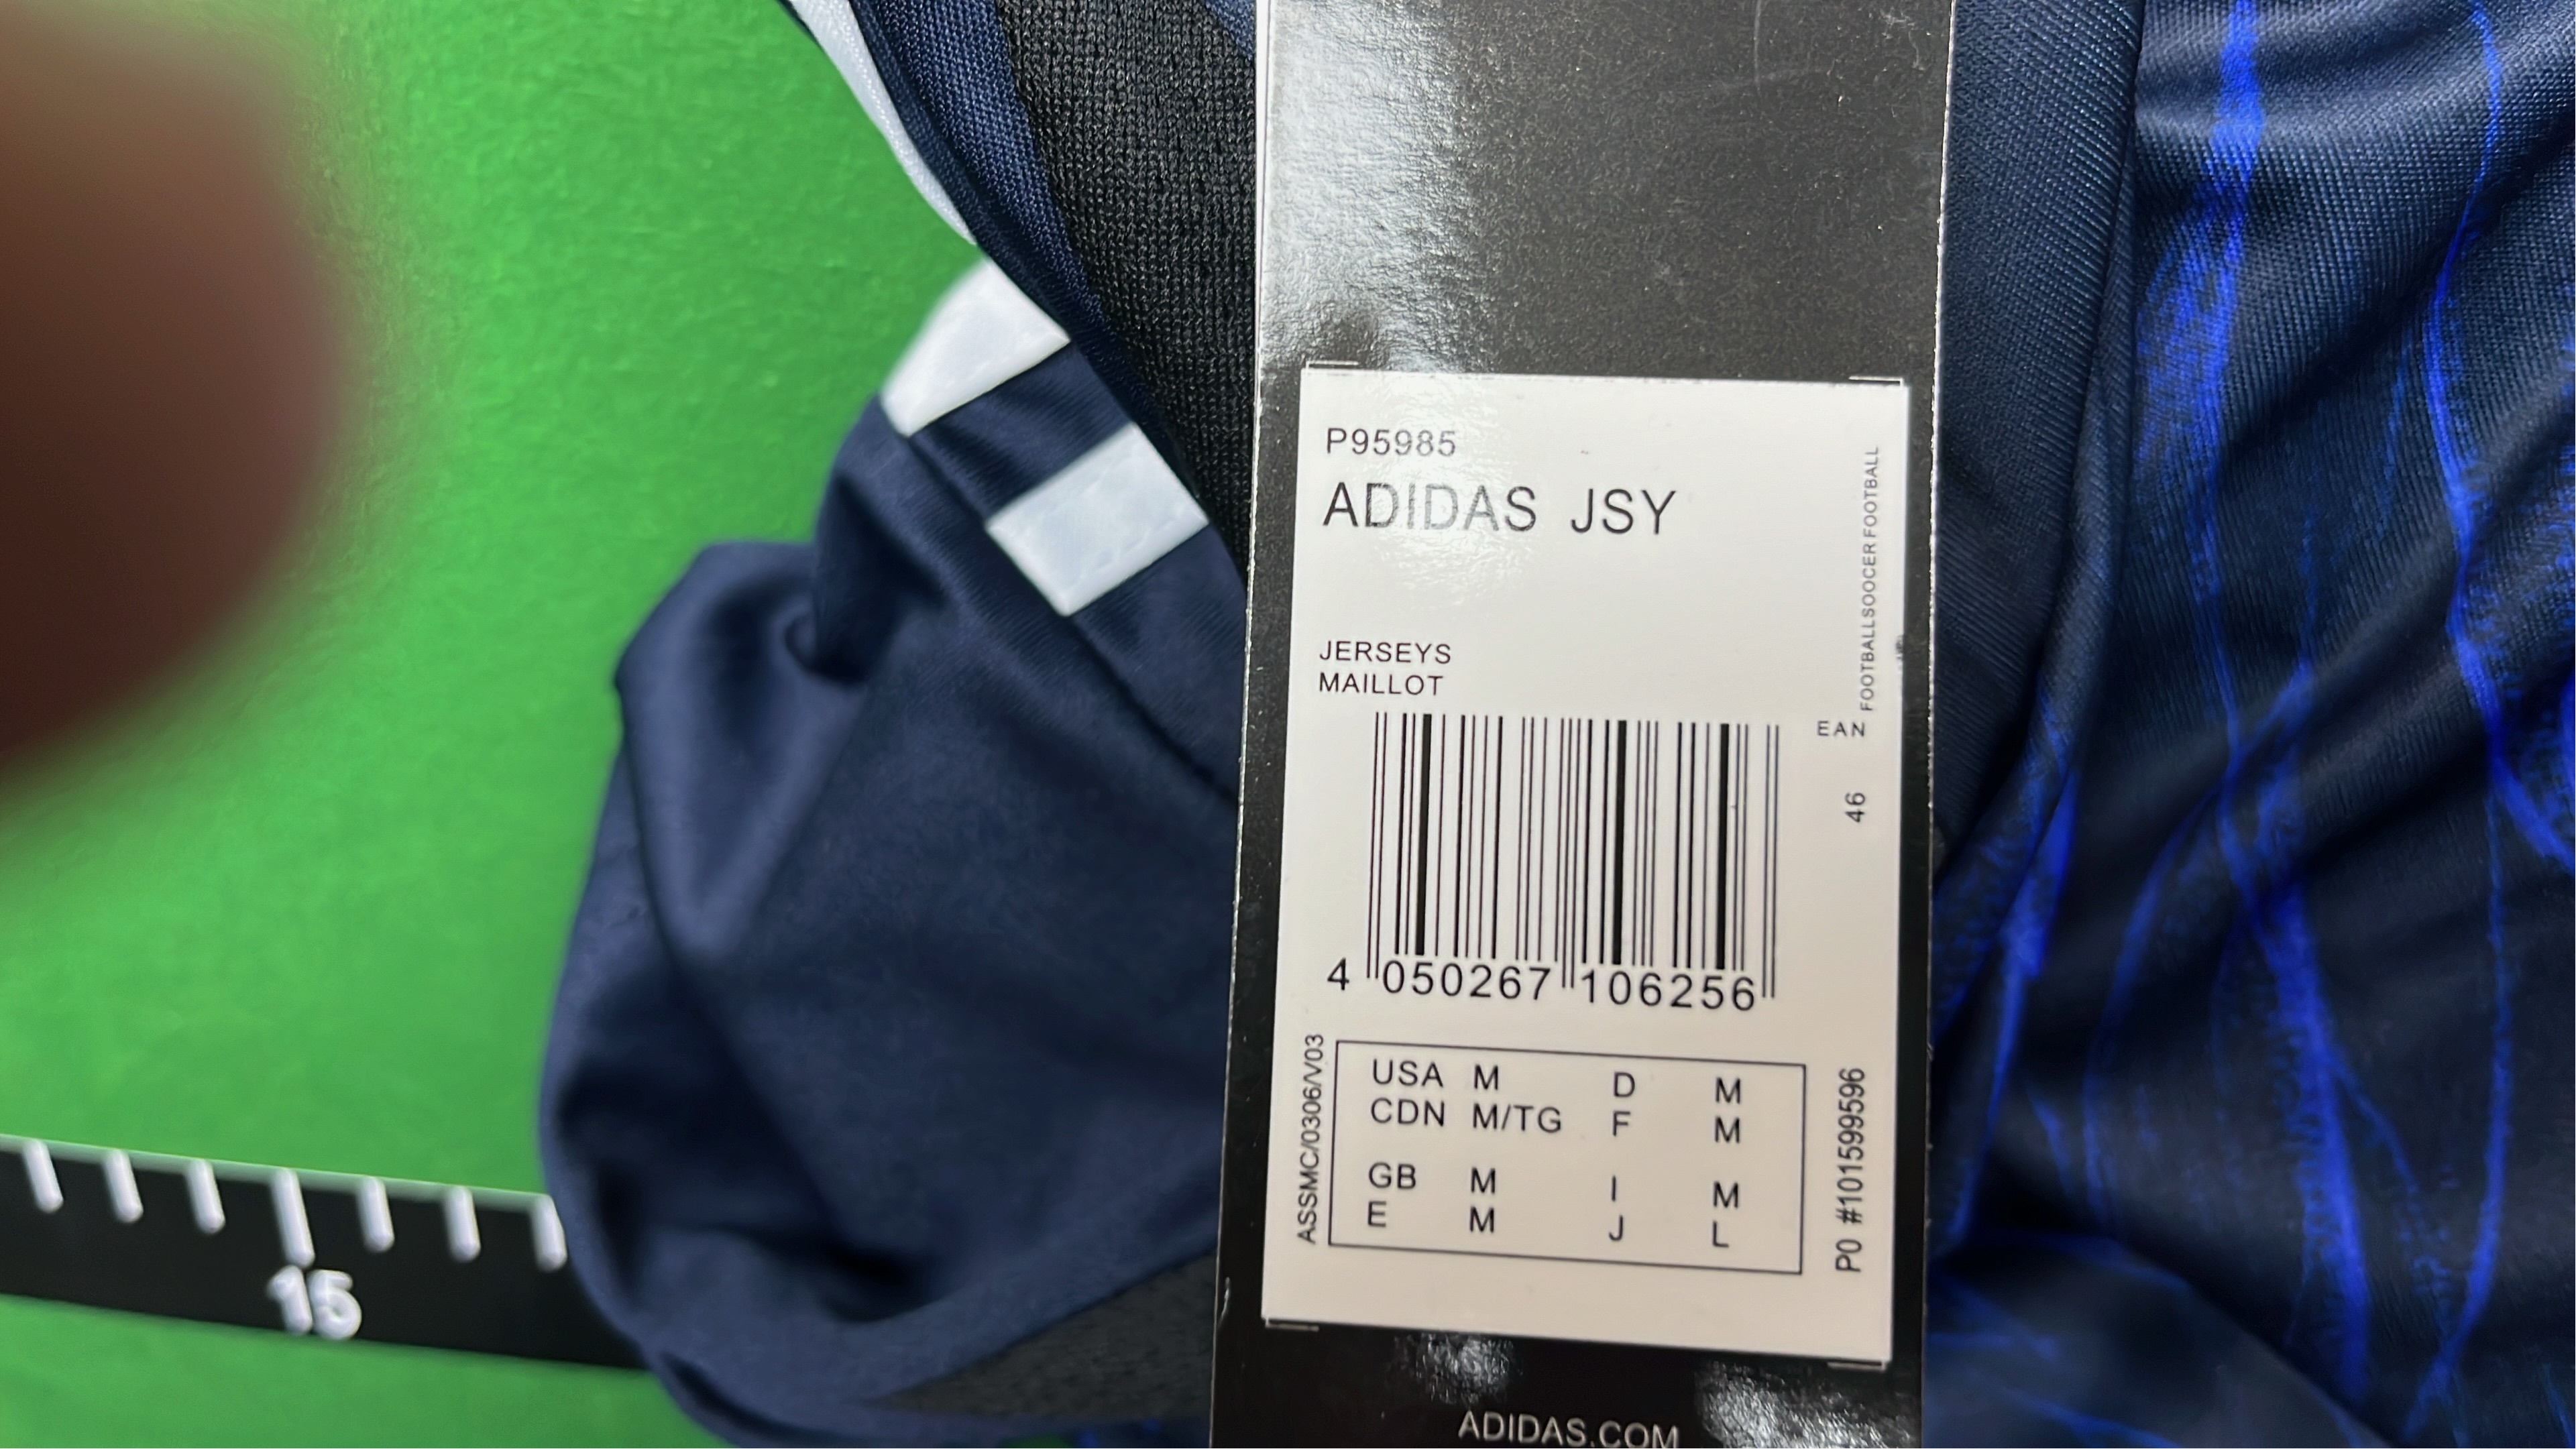 P95985
ADIDAS JSY
FOOTBALLSOCCER FOOTBALL
JERSEYS
MAILLOT
EAN
46
4 050267 106256
ASSMC/0306/V03
USA M D M
CDN M/TG F M
GB M I M
E M J L
P0 #101599596
ADIDAS.COM
15